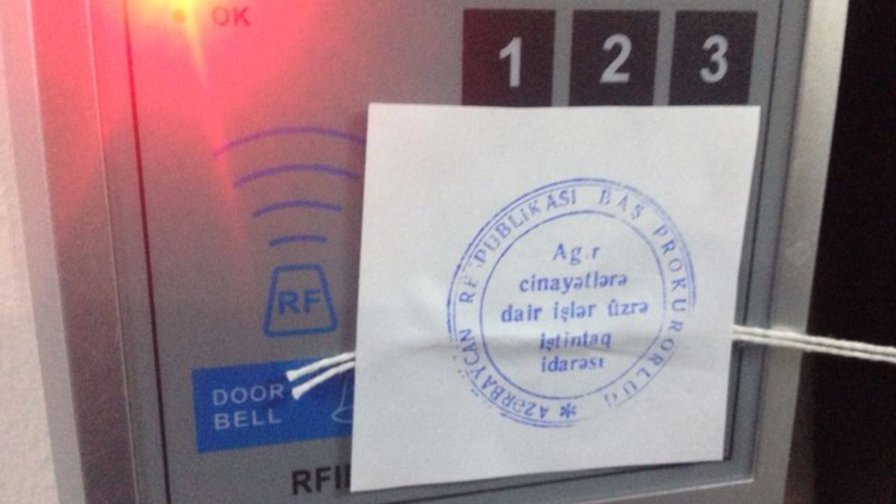 OK
1 2 3
RF
DOOR
BELL
AZƏRBAYCAN RESPUBLİKASI BAŞ PROKURORLUĞU
Ağır
cinayətlərə
dair işlər üzrə
istintaq
idarəsi